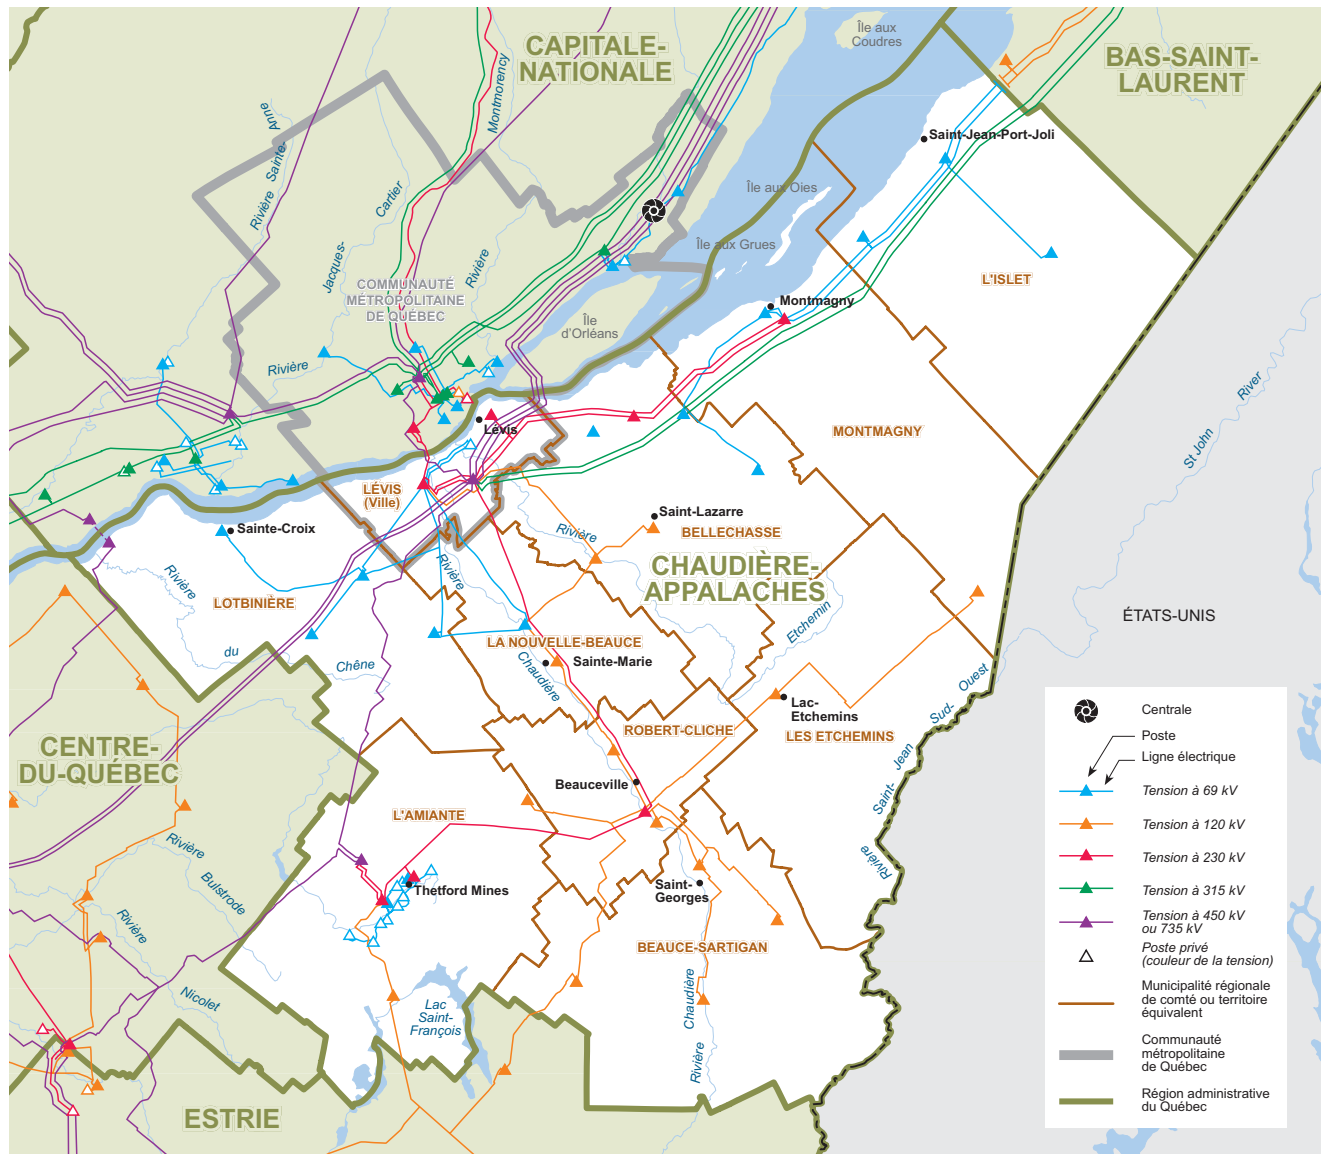 CAPITALE-
NATIONALE
BAS-SAINT-
LAURENT
Île aux
Coudres
Rivière Sainte-
Anne
Jacques-
Cartier
Rivière
Montmorency
Saint-Jean-Port-Joli
Île aux Oies
Île aux Grues
L'ISLET
COMMUNAUTÉ
MÉTROPOLITAINE
DE QUÉBEC
Île
d'Orléans
Montmagny
Rivière
Lévis
MONTMAGNY
St John
River
LÉVIS
(Ville)
Sainte-Croix
Saint-Lazarre
BELLECHASSE
Rivière
Rivière
CHAUDIÈRE-
APPALACHES
Rivière
du
Chêne
LOTBINIÈRE
Etchemin
ÉTATS-UNIS
LA NOUVELLE-BEAUCE
Chaudière
Sainte-Marie
Lac-
Etchemins
LES ETCHEMINS
ROBERT-CLICHE
Rivière
Saint-
Jean
Sud-
Ouest
CENTRE-
DU-QUÉBEC
Beauceville
L'AMIANTE
Rivière
Bulstrode
Thetford Mines
Saint-
Georges
Rivière
Nicolet
BEAUCE-SARTIGAN
Lac
Saint-
François
Rivière
Chaudière
ESTRIE
Centrale
Poste
Ligne électrique
Tension à 69 kV
Tension à 120 kV
Tension à 230 kV
Tension à 315 kV
Tension à 450 kV
ou 735 kV
Poste privé
(couleur de la tension)
Municipalité régionale
de comté ou territoire
équivalent
Communauté
métropolitaine
de Québec
Région administrative
du Québec